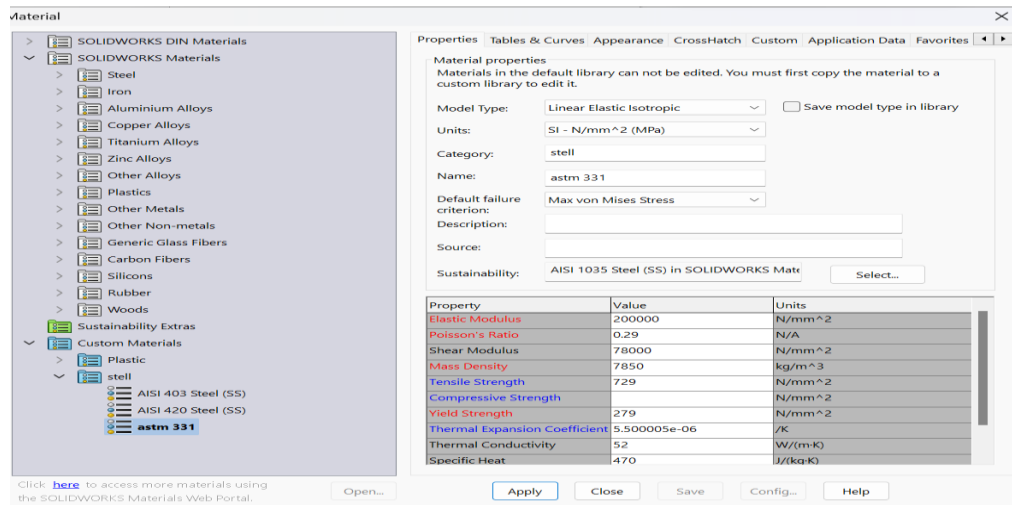 Material
SOLIDWORKS DIN Materials
SOLIDWORKS Materials
Steel
Iron
Aluminium Alloys
Copper Alloys
Titanium Alloys
Zinc Alloys
Other Alloys
Plastics
Other Metals
Other Non-metals
Generic Glass Fibers
Carbon Fibers
Silicons
Rubber
Woods
Sustainability Extras
Custom Materials
Plastic
stell
AISI 403 Steel (SS)
AISI 420 Steel (SS)
astm 331
Click here to access more materials using
the SOLIDWORKS Materials Web Portal.
Open...
Properties Tables & Curves Appearance CrossHatch Custom Application Data Favorites
Material properties
Materials in the default library can not be edited. You must first copy the material to a
custom library to edit it.
Model Type: Linear Elastic Isotropic Save model type in library
Units: SI - N/mm^2 (MPa)
Category: stell
Name: astm 331
Default failure criterion: Max von Mises Stress
Description:
Source:
Sustainability: AISI 1035 Steel (SS) in SOLIDWORKS Mate Select...
Property Value Units
Elastic Modulus 200000 N/mm^2
Poisson's Ratio 0.29 N/A
Shear Modulus 78000 N/mm^2
Mass Density 7850 kg/m^3
Tensile Strength 729 N/mm^2
Compressive Strength N/mm^2
Yield Strength 279 N/mm^2
Thermal Expansion Coefficient 5.500005e-06 /K
Thermal Conductivity 52 W/(m·K)
Specific Heat 470 J/(kg·K)
Apply Close Save Config... Help